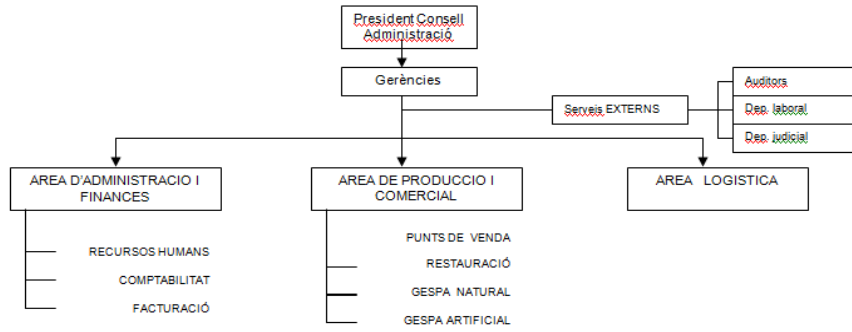 President Consell
Administració
Gerències
Serveis EXTERNS
Auditors
Dep. laboral
Dep. judicial
AREA D'ADMINISTRACIO I
FINANCES
AREA DE PRODUCCIO I
COMERCIAL
AREA LOGISTICA
RECURSOS HUMANS
COMPTABILITAT
FACTURACIÓ
PUNTS DE VENDA
RESTAURACIÓ
GESPA NATURAL
GESPA ARTIFICIAL